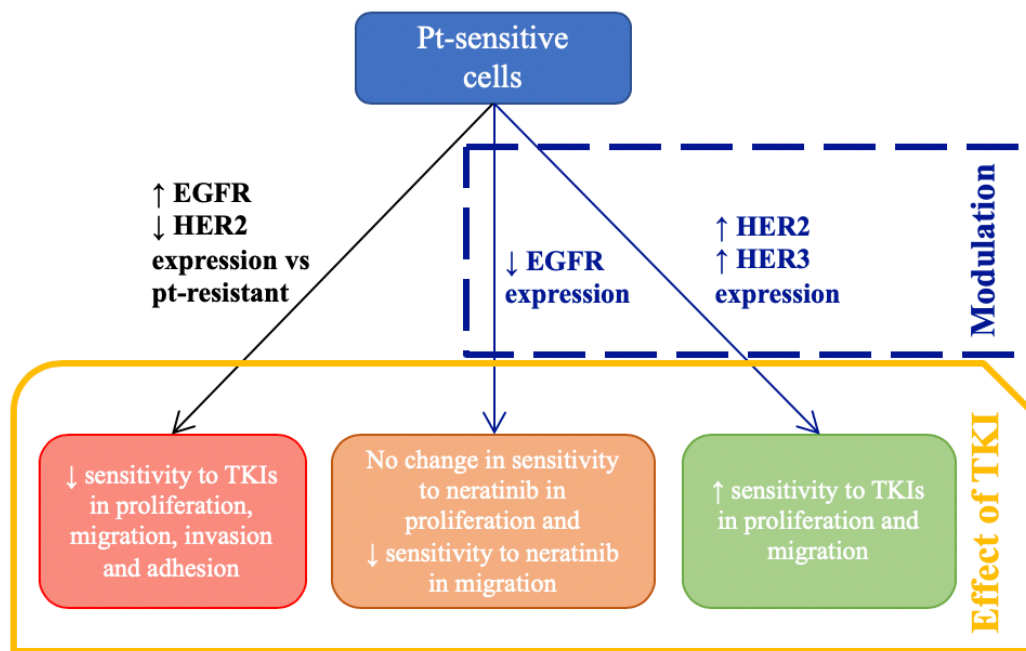 Pt-sensitive
cells
↑ EGFR
↓ HER2
expression vs
pt-resistant
↓ EGFR
expression
↑ HER2
↑ HER3
expression
Modulation
↓ sensitivity to TKIs
in proliferation,
migration, invasion
and adhesion
No change in sensitivity
to neratinib in
proliferation and
↓ sensitivity to neratinib
in migration
↑ sensitivity to TKIs
in proliferation and
migration
Effect of TKI